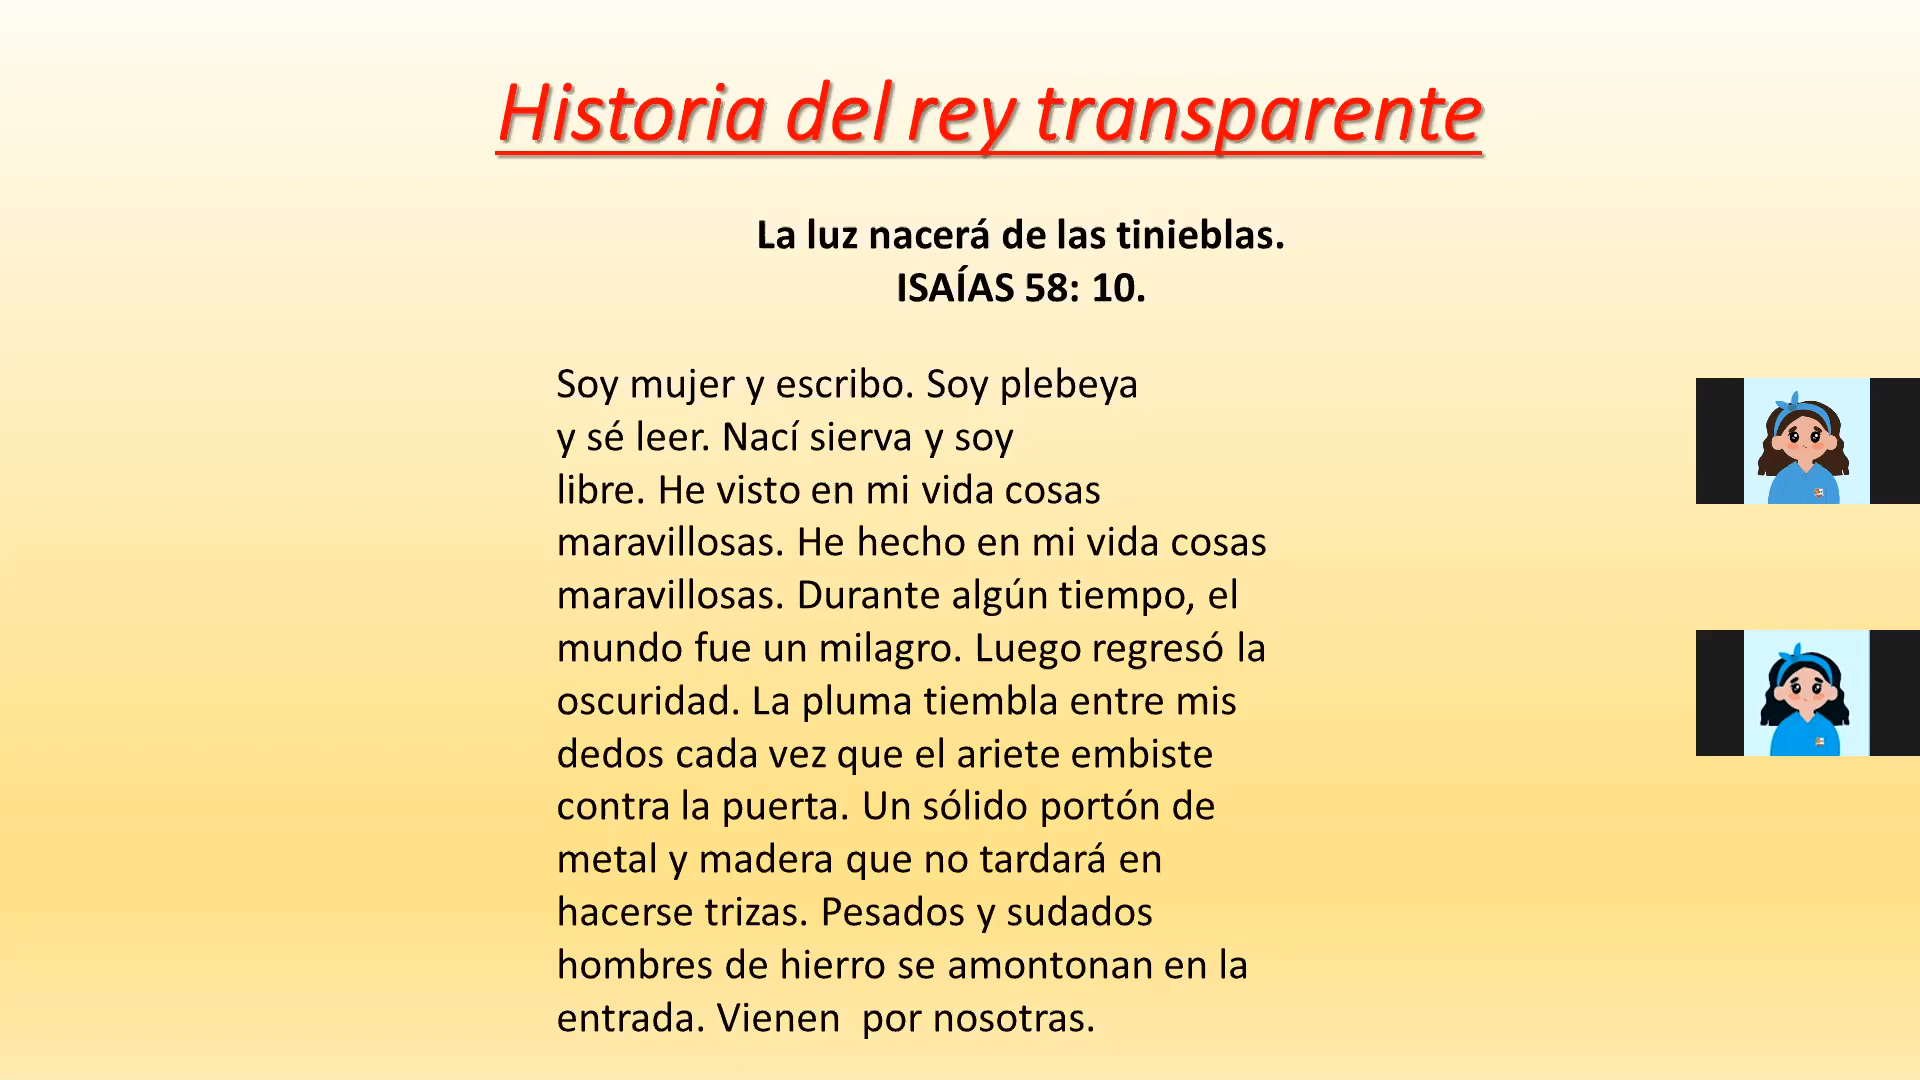 Historia del rey transparente
La luz nacerá de las tinieblas.
ISAÍAS 58: 10.
Soy mujer y escribo. Soy plebeya
y sé leer. Nací sierva y soy
libre. He visto en mi vida cosas
maravillosas. He hecho en mi vida cosas
maravillosas. Durante algún tiempo, el
mundo fue un milagro. Luego regresó la
oscuridad. La pluma tiembla entre mis
dedos cada vez que el ariete embiste
contra la puerta. Un sólido portón de
metal y madera que no tardará en
hacerse trizas. Pesados y sudados
hombres de hierro se amontonan en la
entrada. Vienen  por nosotras.